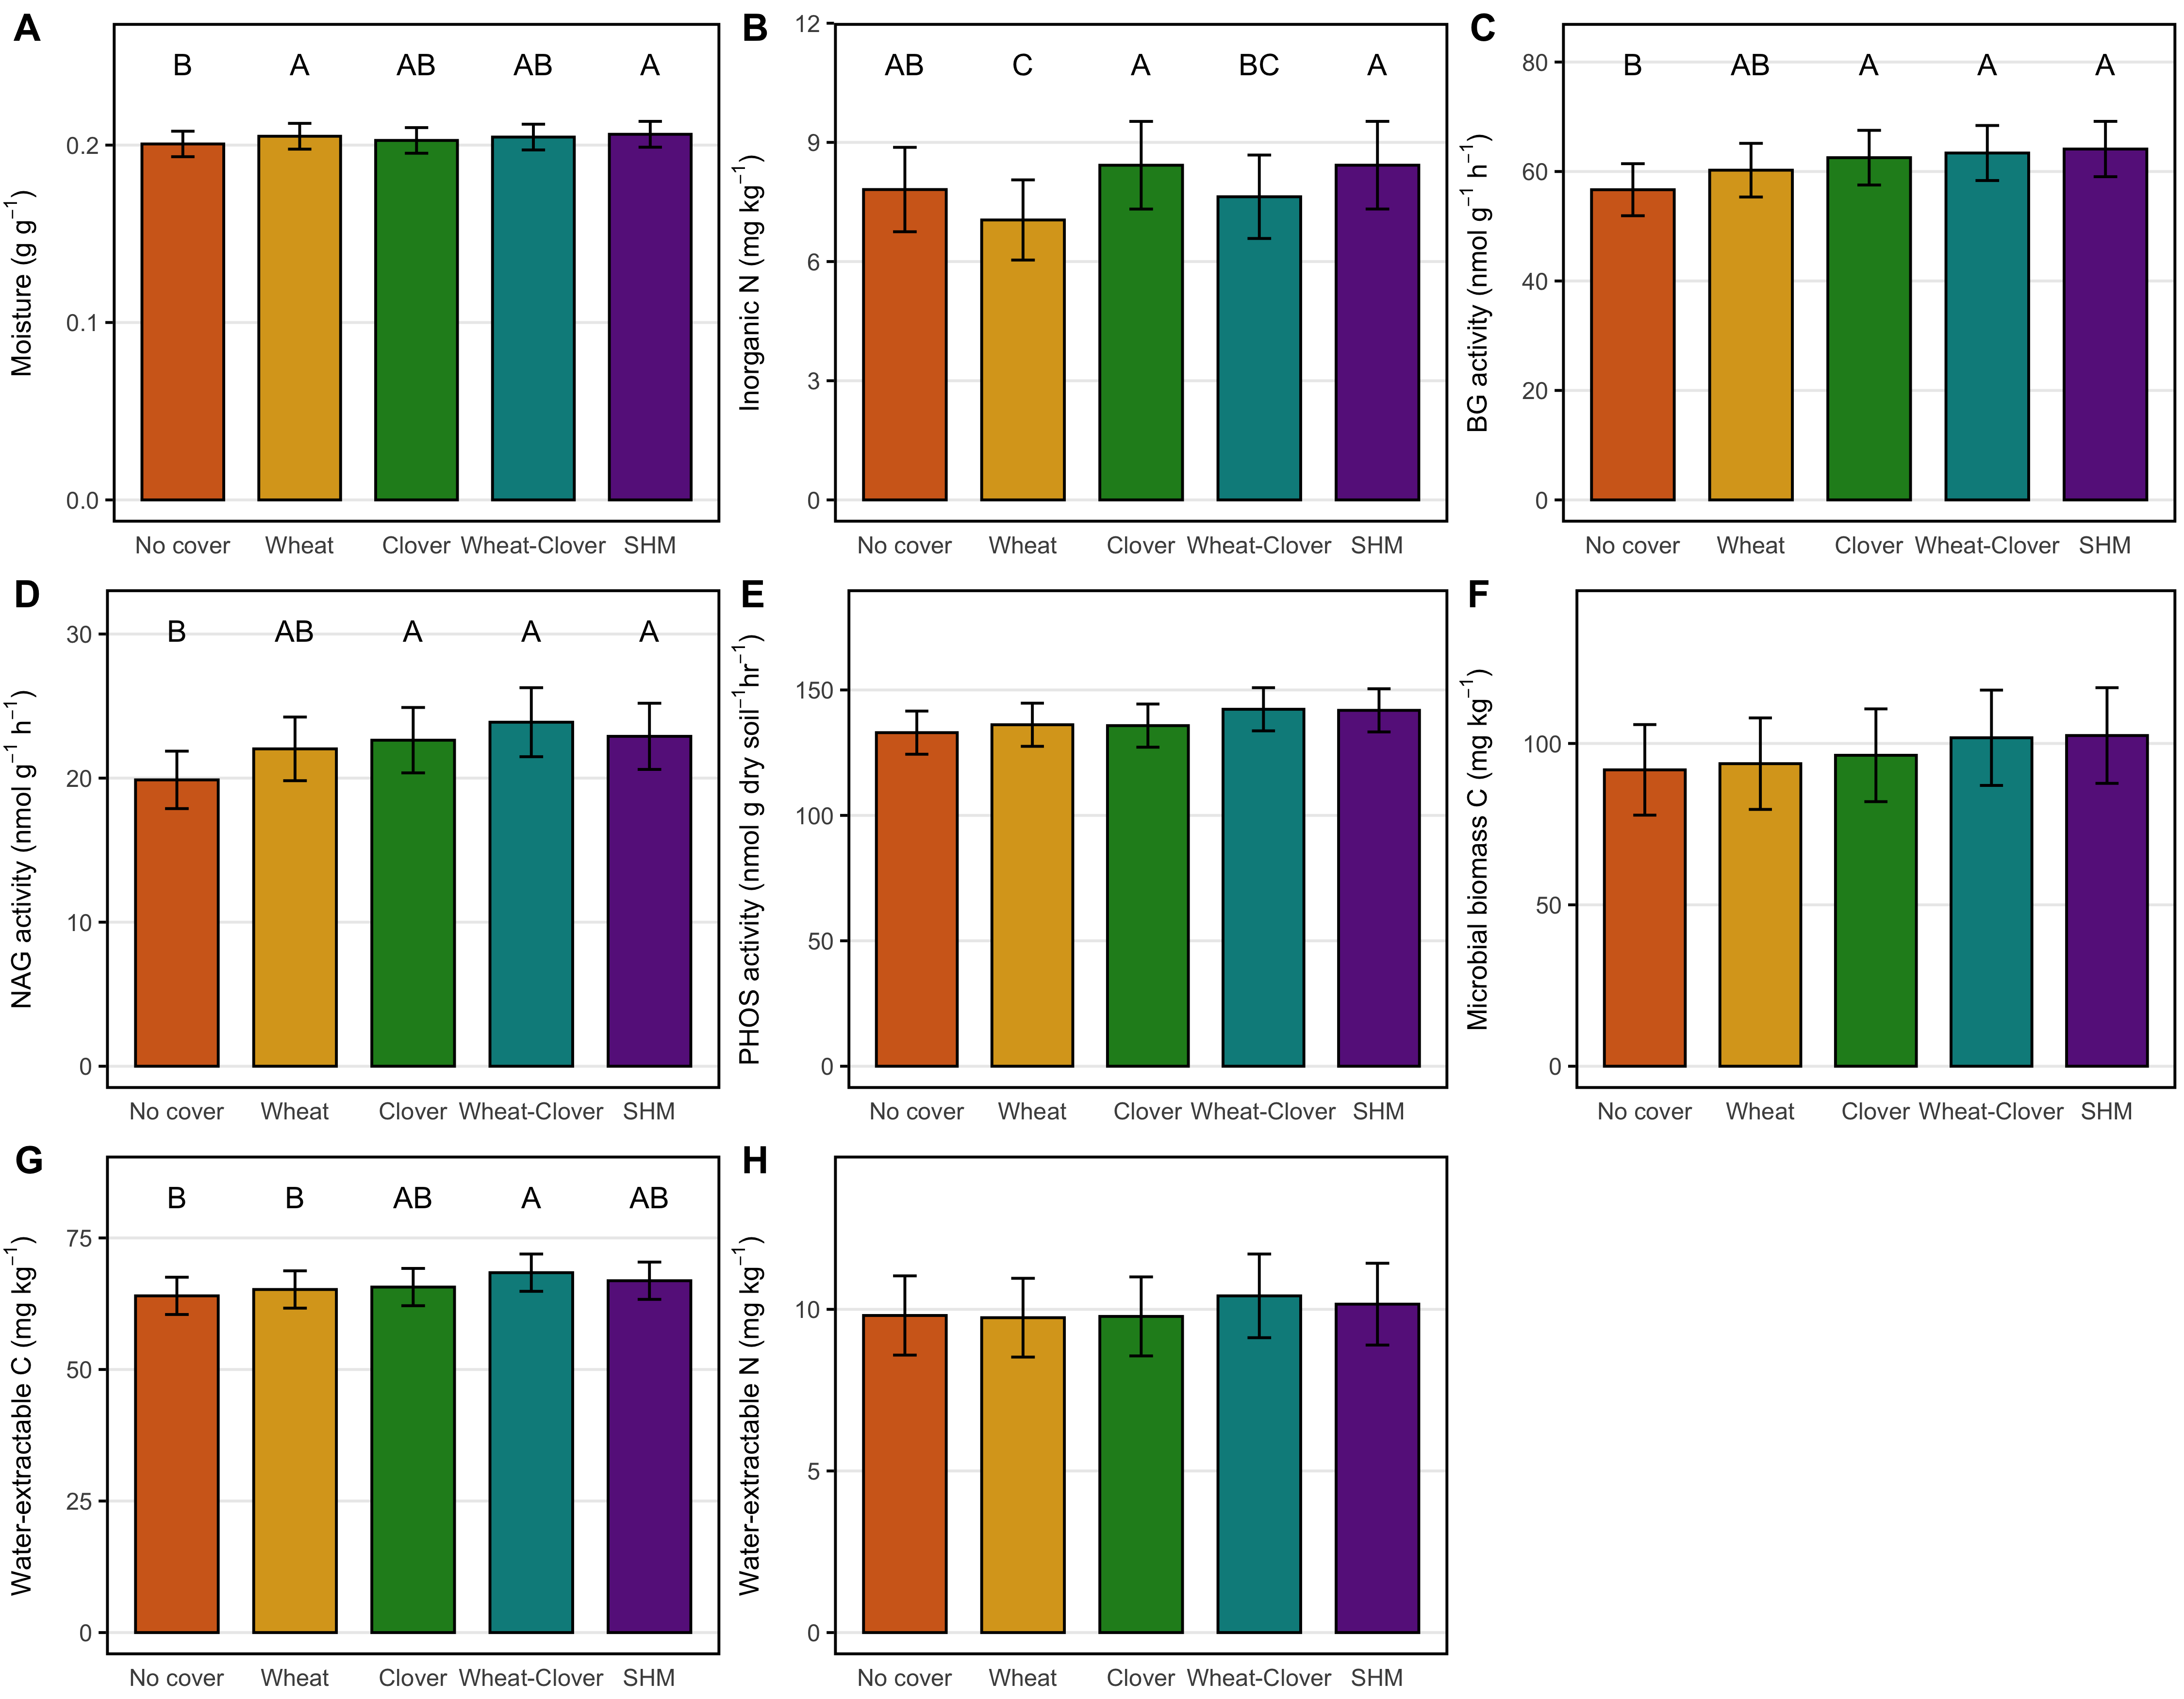 A
Moisture (g g⁻¹)
B A AB AB A
0.2
0.1
0.0
No cover Wheat Clover Wheat-Clover SHM
B
Inorganic N (mg kg⁻¹)
AB C A BC A
12
9
6
3
0
No cover Wheat Clover Wheat-Clover SHM
C
BG activity (nmol g⁻¹ h⁻¹)
B AB A A A
80
60
40
20
0
No cover Wheat Clover Wheat-Clover SHM
D
NAG activity (nmol g⁻¹ h⁻¹)
B AB A A A
30
20
10
0
No cover Wheat Clover Wheat-Clover SHM
E
PHOS activity (nmol g dry soil⁻¹hr⁻¹)
150
100
50
0
No cover Wheat Clover Wheat-Clover SHM
F
Microbial biomass C (mg kg⁻¹)
100
50
0
No cover Wheat Clover Wheat-Clover SHM
G
Water-extractable C (mg kg⁻¹)
B B AB A AB
75
50
25
0
No cover Wheat Clover Wheat-Clover SHM
H
Water-extractable N (mg kg⁻¹)
10
5
0
No cover Wheat Clover Wheat-Clover SHM